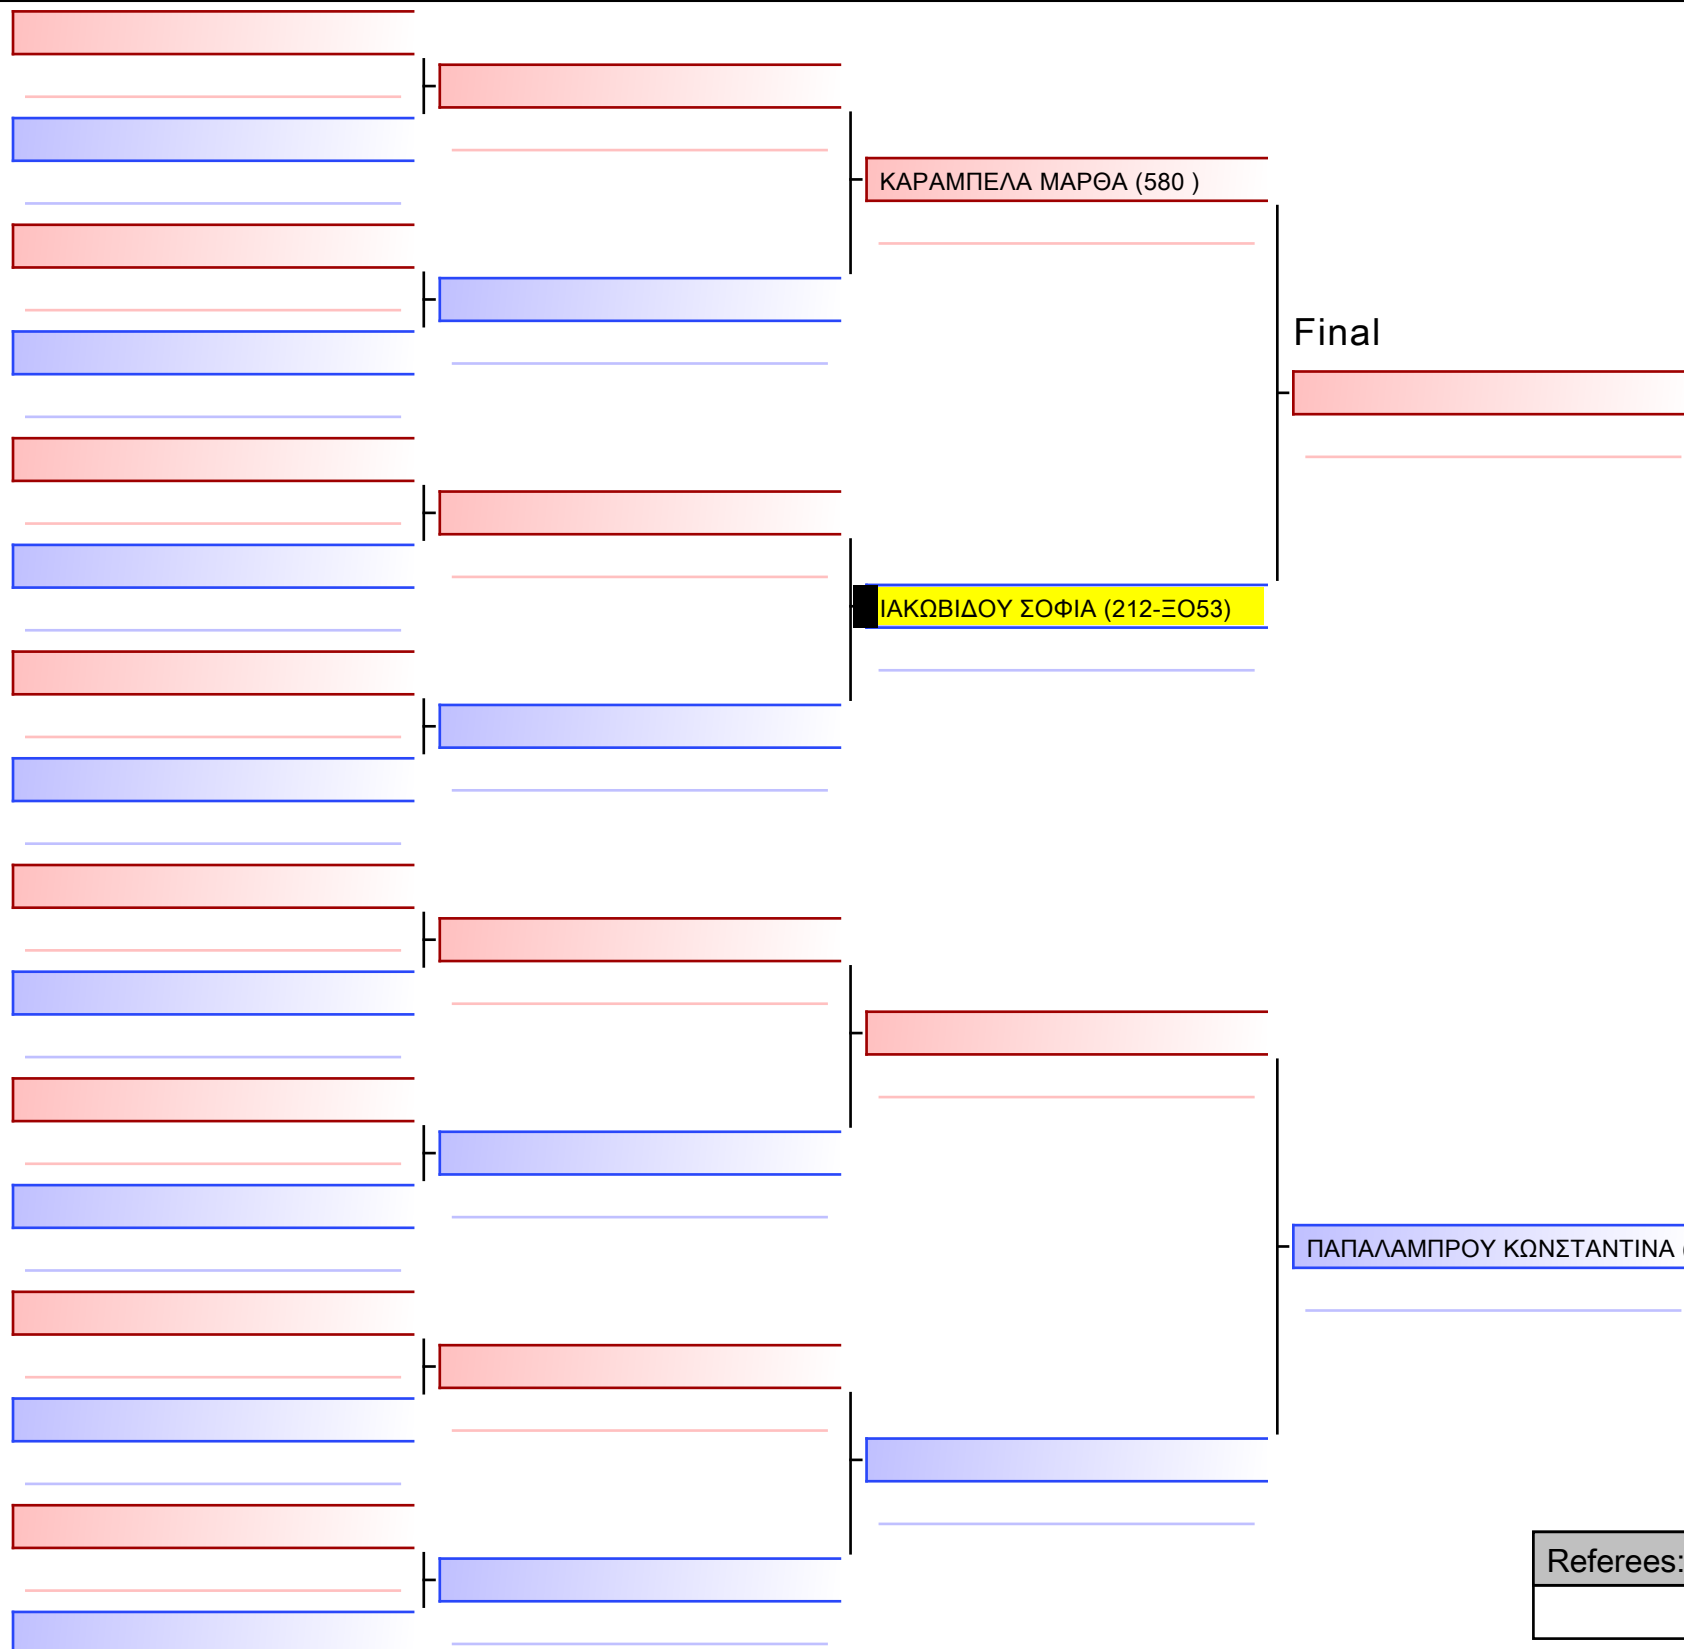 ΚΑΡΑΜΠΕΛΑ ΜΑΡΘΑ (580 )
Final
ΙΑΚΩΒΙΔΟΥ ΣΟΦΙΑ (212-ΞΟ53)
ΠΑΠΑΛΑΜΠΡΟΥ ΚΩΝΣΤΑΝΤΙΝΑ (
Referees: